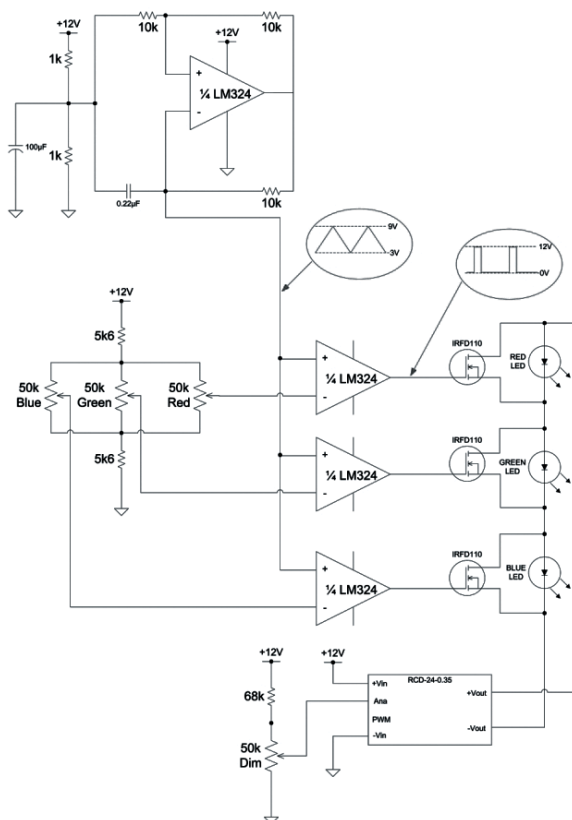 +12V
10k
10k
1k
+12V
+
¼ LM324
-
100µF
1k
0.22µF
10k
9V
3V
12V
0V
+12V
5k6
IRFD110
RED
LED
50k
Blue
50k
Green
50k
Red
+
¼ LM324
-
5k6
IRFD110
+
¼ LM324
-
GREEN
LED
IRFD110
+
¼ LM324
-
BLUE
LED
+12V
+12V
RCD-24-0.35
68k
+Vin
+Vout
Ana
PWM
-Vin
-Vout
50k
Dim